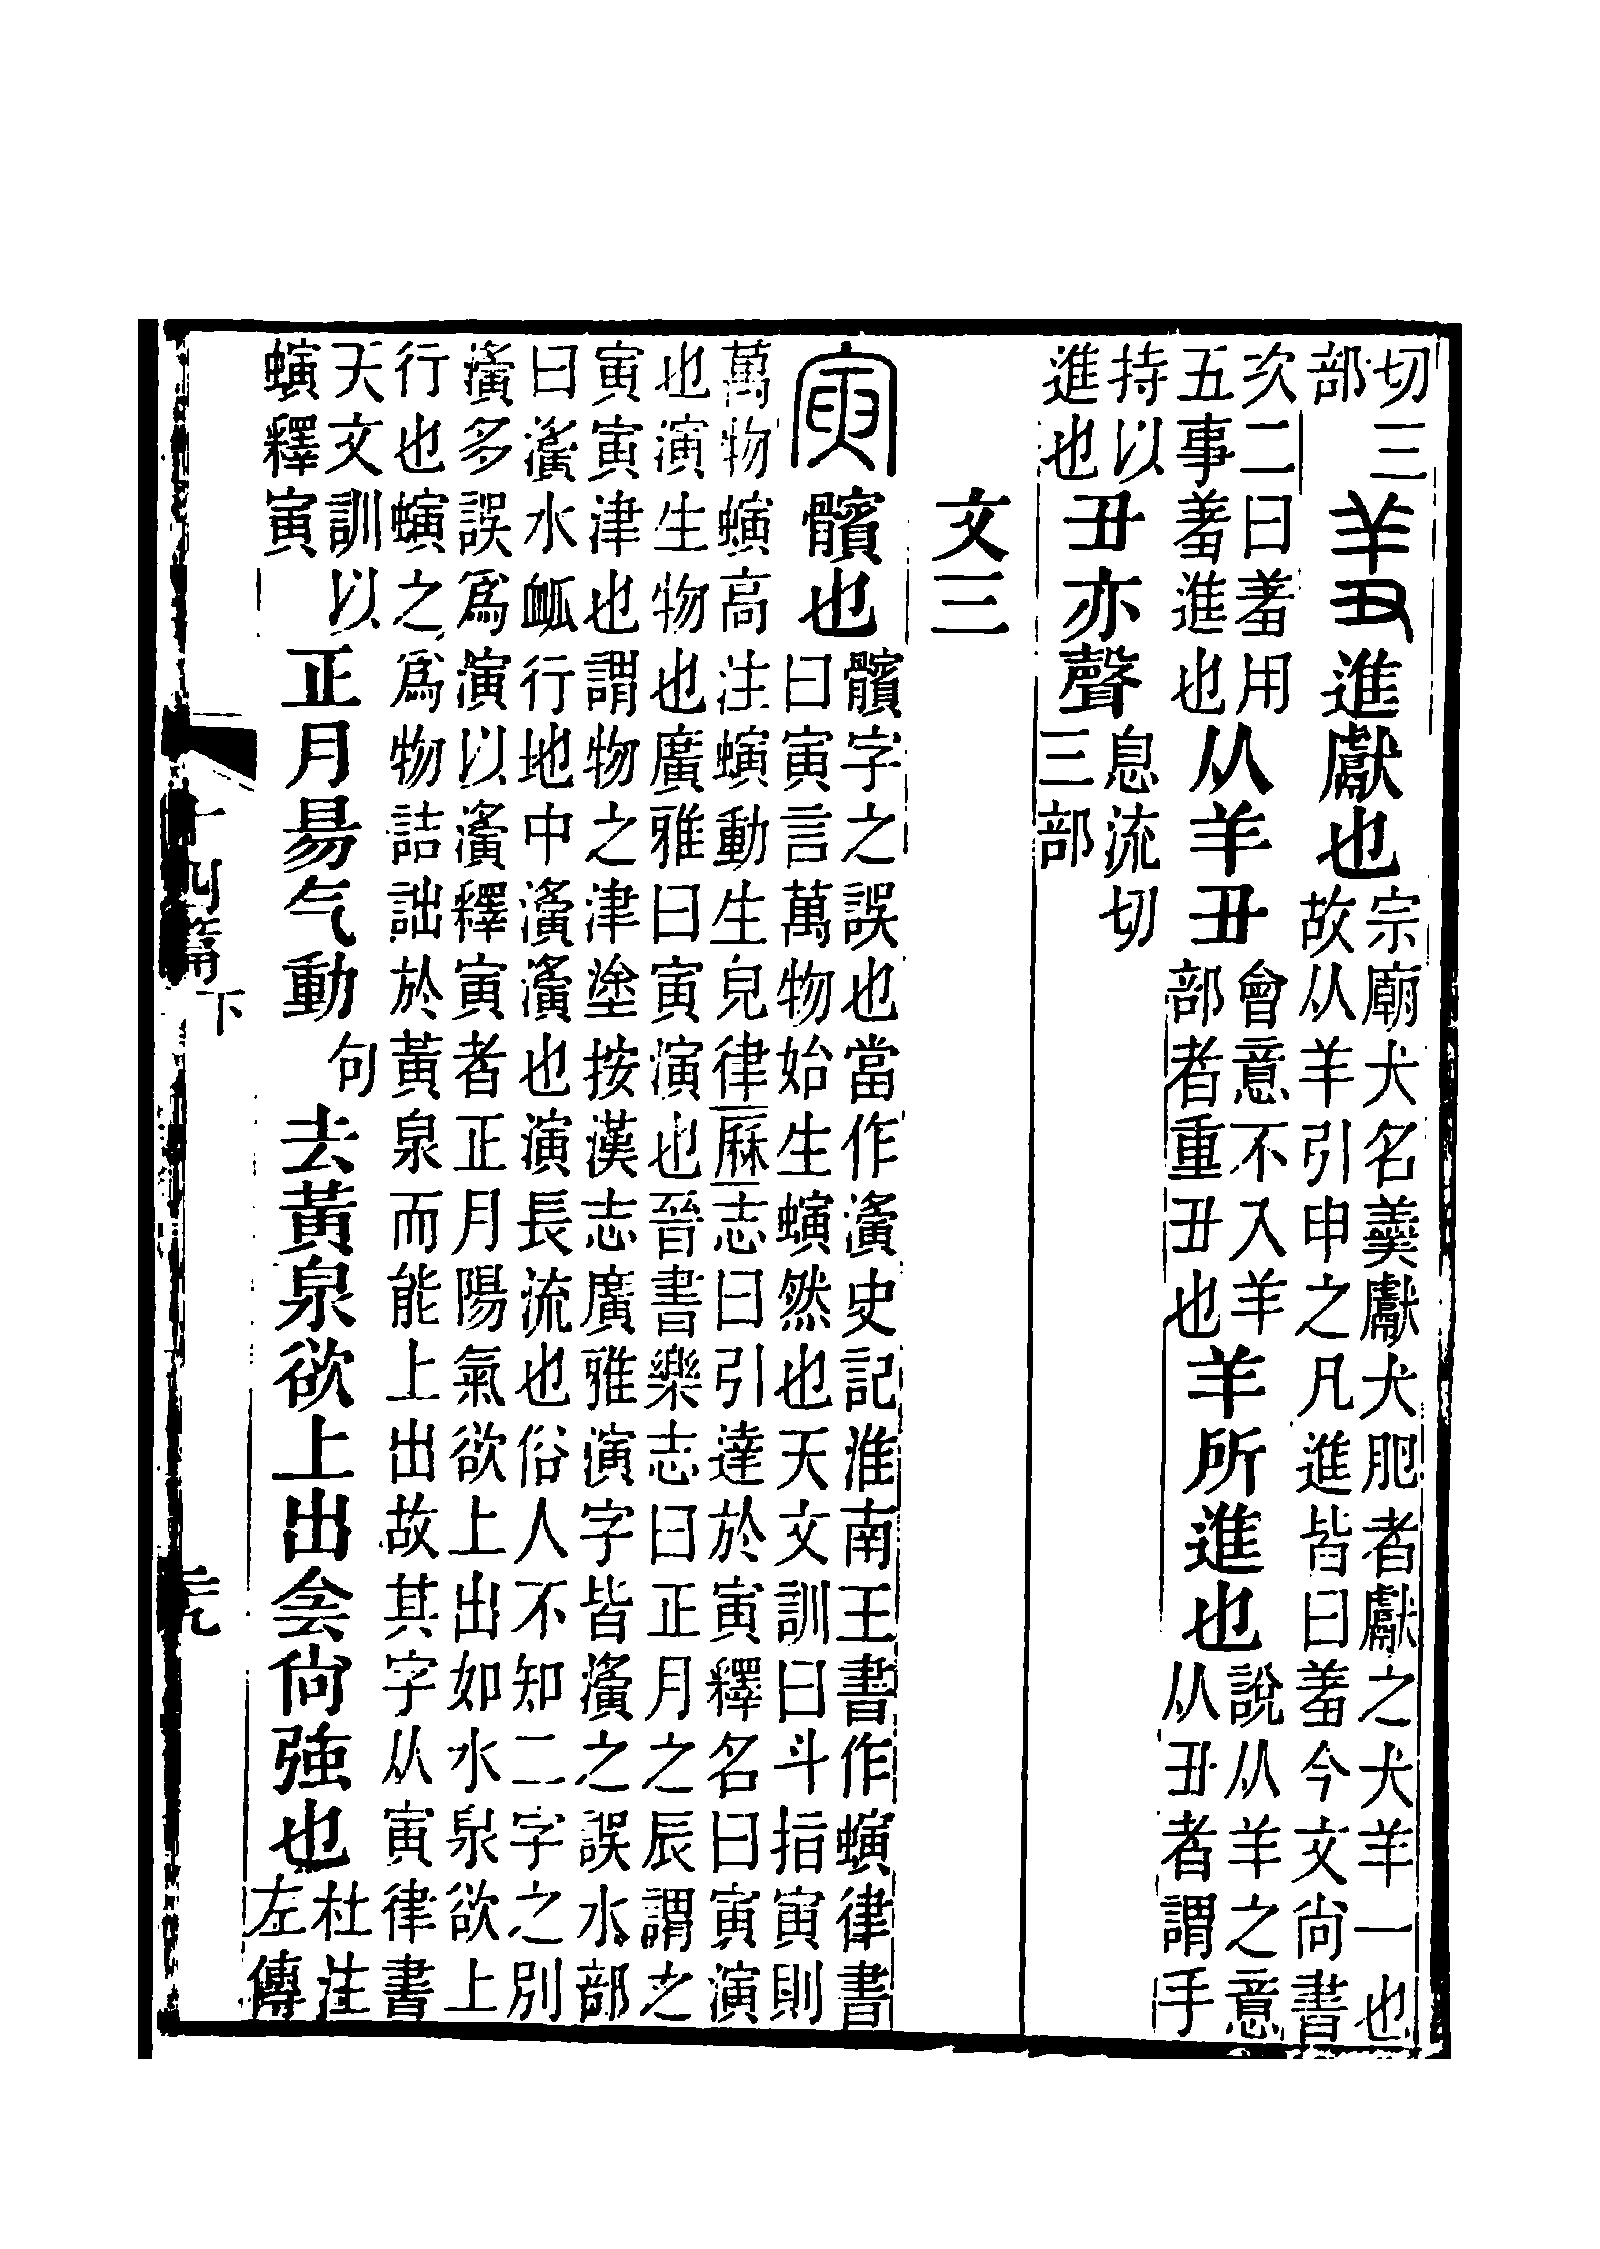 切三部羞進獻也宗廟犬名羹獻犬肥者獻之犬羊一也故从羊引申之凡進皆曰羞今文尚書
次二曰羞用五事羞進也从羊丑會意不入羊部者重丑也羊所進也說从羊之意从丑者謂手
持以進也丑亦聲息流切三部
文三
寅髕也髕字之誤也當作濥史記淮南王書作螾律書曰寅言萬物始生螾然也天文訓曰斗指寅則
萬物螾高注螾動生皃律厤志曰引達於寅釋名曰寅演也演生物也廣雅曰寅演也晉書樂志曰正月之辰謂之
寅寅津也謂物之津塗按漢志廣雅演字皆濥之誤水部曰濥水𧖴行地中濥濥也演長流也俗人不知二字之別
濥多誤爲演以濥釋寅者正月陽氣欲上出如水泉欲上行也螾之爲物詰詘於黃泉而能上出故其字从寅律書
天文訓以螾釋寅正月昜气動句去黃泉欲上出侌尙強也杜注左傳
十四篇下